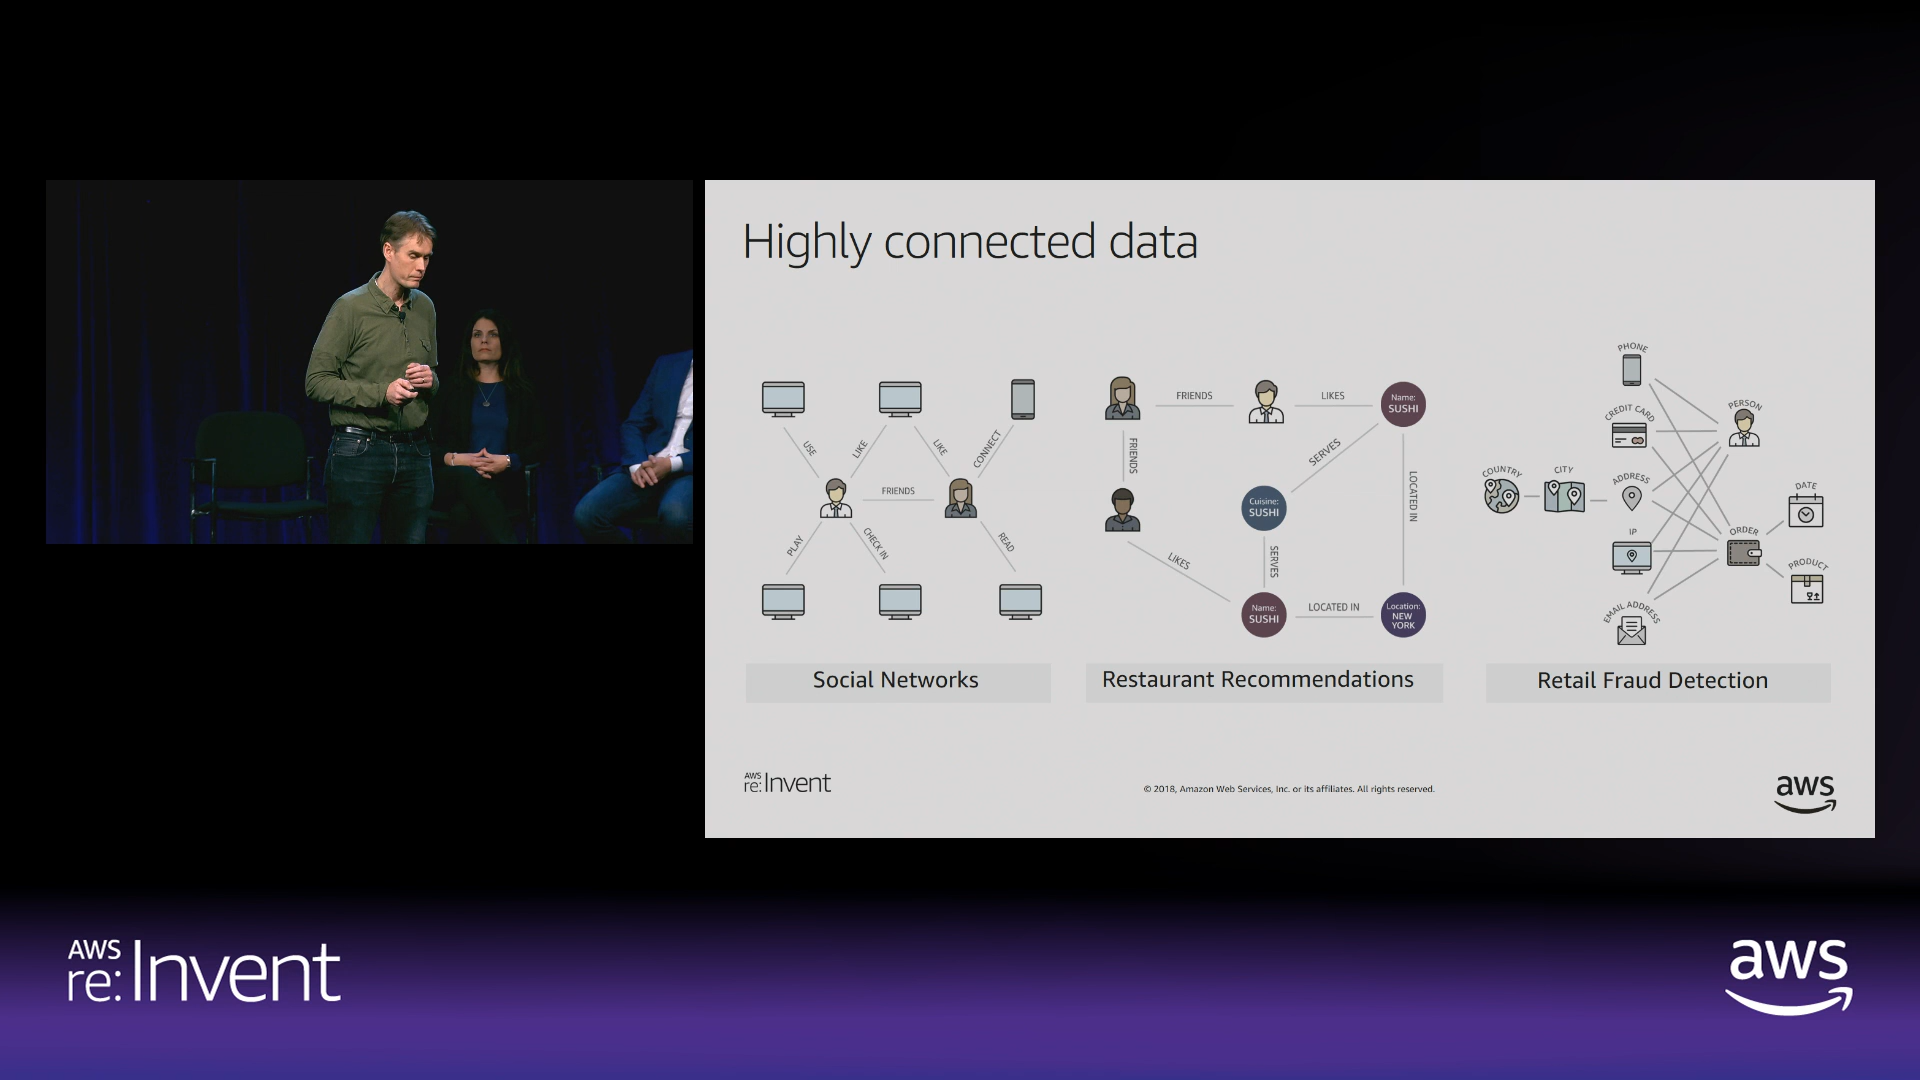 Highly connected data
USE
LIKE
LIKE
CONNECT
FRIENDS
PLAY
CHECK IN
READ
Social Networks
FRIENDS
LIKES
Name:
SUSHI
FRIENDS
SERVES
LOCATED IN
Cuisine:
SUSHI
LIKES
SERVES
Name:
SUSHI
LOCATED IN
Location:
NEW
YORK
Restaurant Recommendations
PHONE
CREDIT CARD
PERSON
COUNTRY
CITY
ADDRESS
DATE
IP
ORDER
PRODUCT
EMAIL ADDRESS
Retail Fraud Detection
AWS
re:Invent
© 2018, Amazon Web Services, Inc. or its affiliates. All rights reserved.
aws
AWS
re:Invent
aws